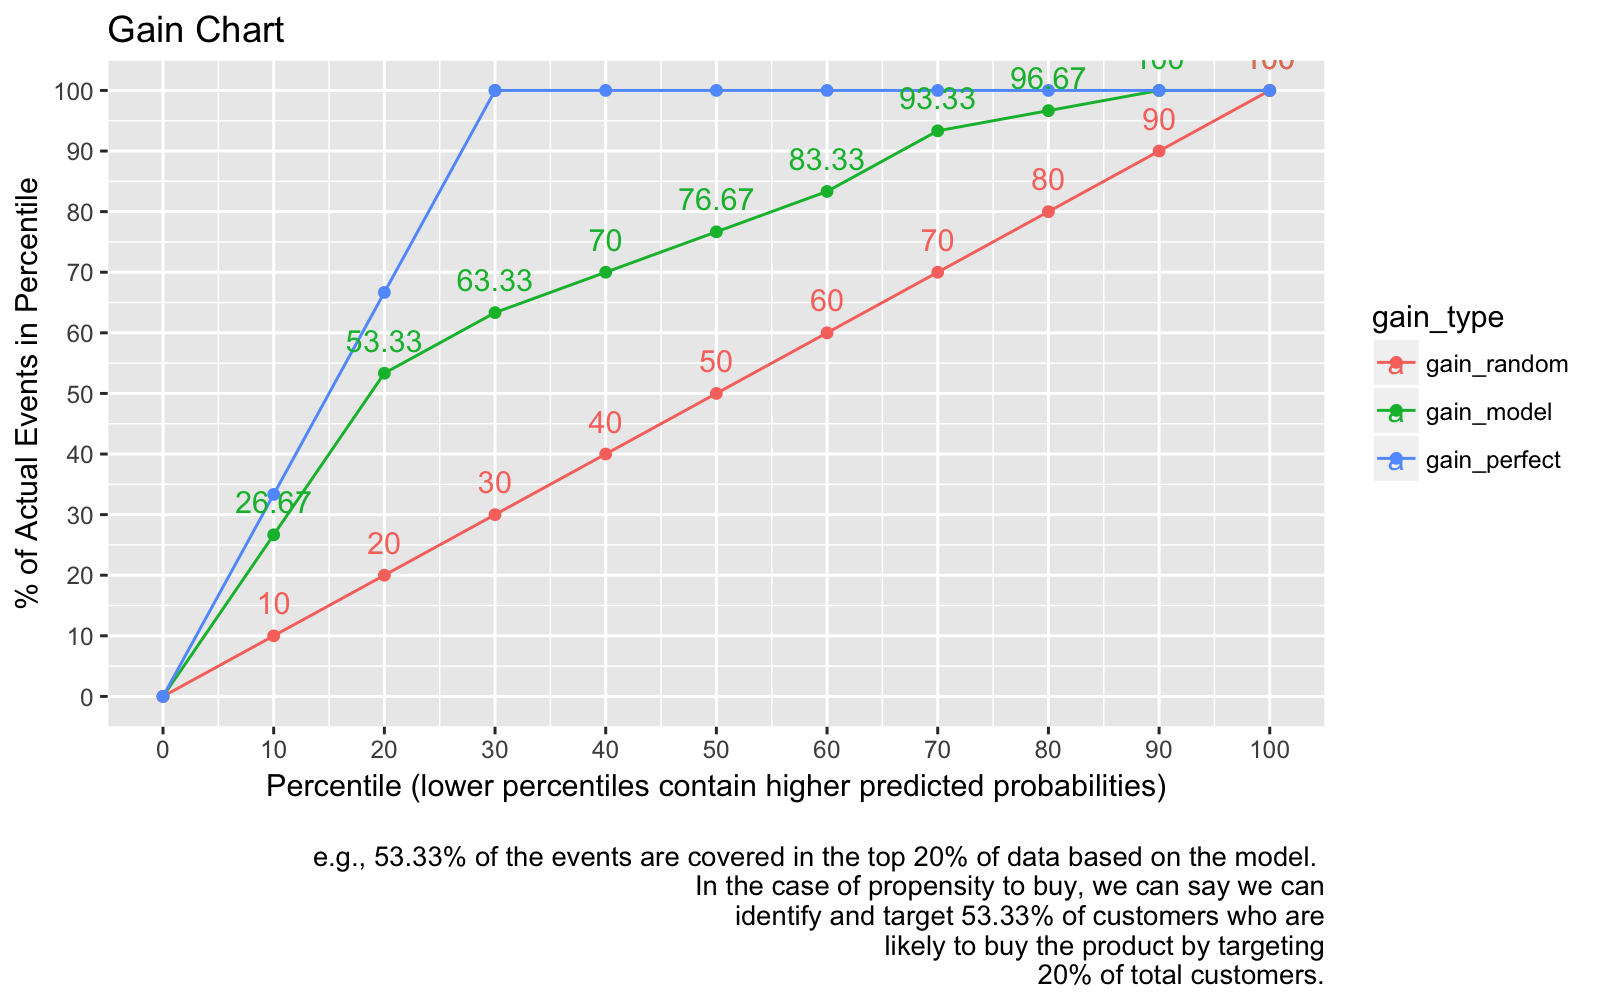 Gain Chart
% of Actual Events in Percentile
100
90
80
70
60
50
40
30
20
10
0
26.67
53.33
63.33
70
76.67
83.33
93.33
96.67
100
10
20
30
40
50
60
70
80
90
100
0 10 20 30 40 50 60 70 80 90 100
Percentile (lower percentiles contain higher predicted probabilities)
gain_type
a gain_random
a gain_model
a gain_perfect
e.g., 53.33% of the events are covered in the top 20% of data based on the model.
In the case of propensity to buy, we can say we can
identify and target 53.33% of customers who are
likely to buy the product by targeting
20% of total customers.